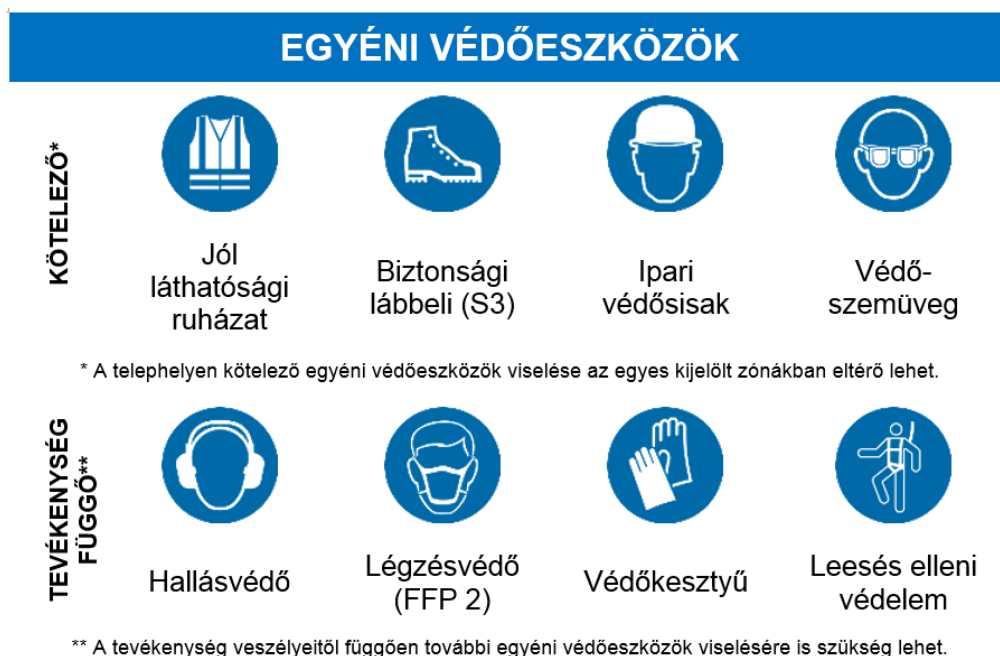 EGYÉNI VÉDŐESZKÖZÖK
KÖTELEZŐ*
Jól
láthatósági
ruházat
Biztonsági
lábbeli (S3)
Ipari
védősisak
Védő-
szemüveg
* A telephelyen kötelező egyéni védőeszközök viselése az egyes kijelölt zónákban eltérő lehet.
TEVÉKENYSÉG
FÜGGŐ**
Hallásvédő
Légzésvédő
(FFP 2)
Védőkesztyű
Leesés elleni
védelem
** A tevékenység veszélyeitől függően további egyéni védőeszközök viselésére is szükség lehet.